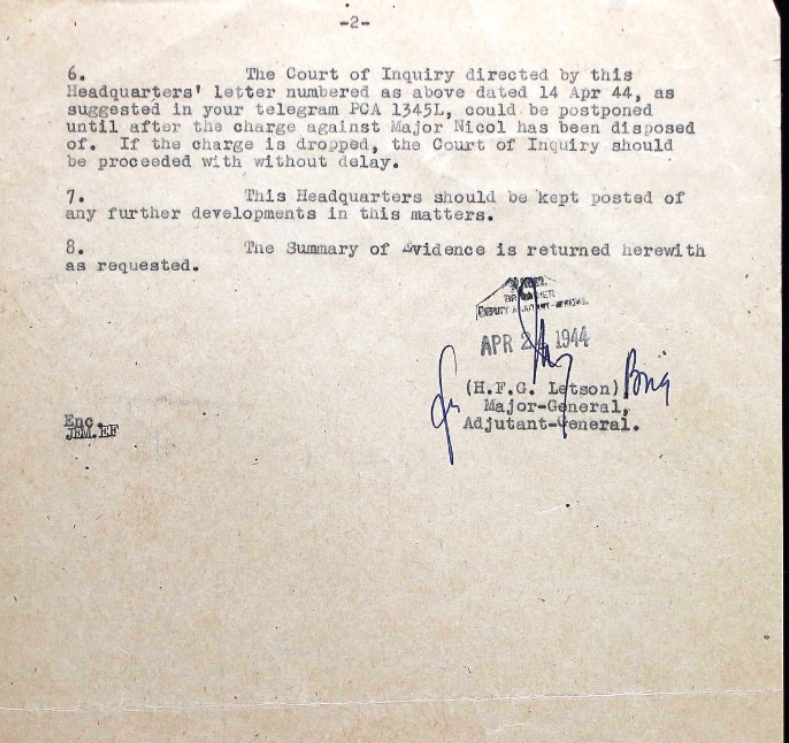 -2-
6. The Court of Inquiry directed by this
Headquarters' letter numbered as above dated 14 Apr 44, as
suggested in your telegram PCA 1345L, could be postponed
until after the charge against Major Nicol has been disposed
of. If the charge is dropped, the Court of Inquiry should
be proceeded with without delay.
7. This Headquarters should be kept posted of
any further developments in this matters.
8. The Summary of Evidence is returned herewith
as requested.
DEPUTY ADJUTANT-GENERAL
APR 1944
(H.F.G. Letson) Brig
Major-General,
Adjutant-General.
Enc.
JEM.EF